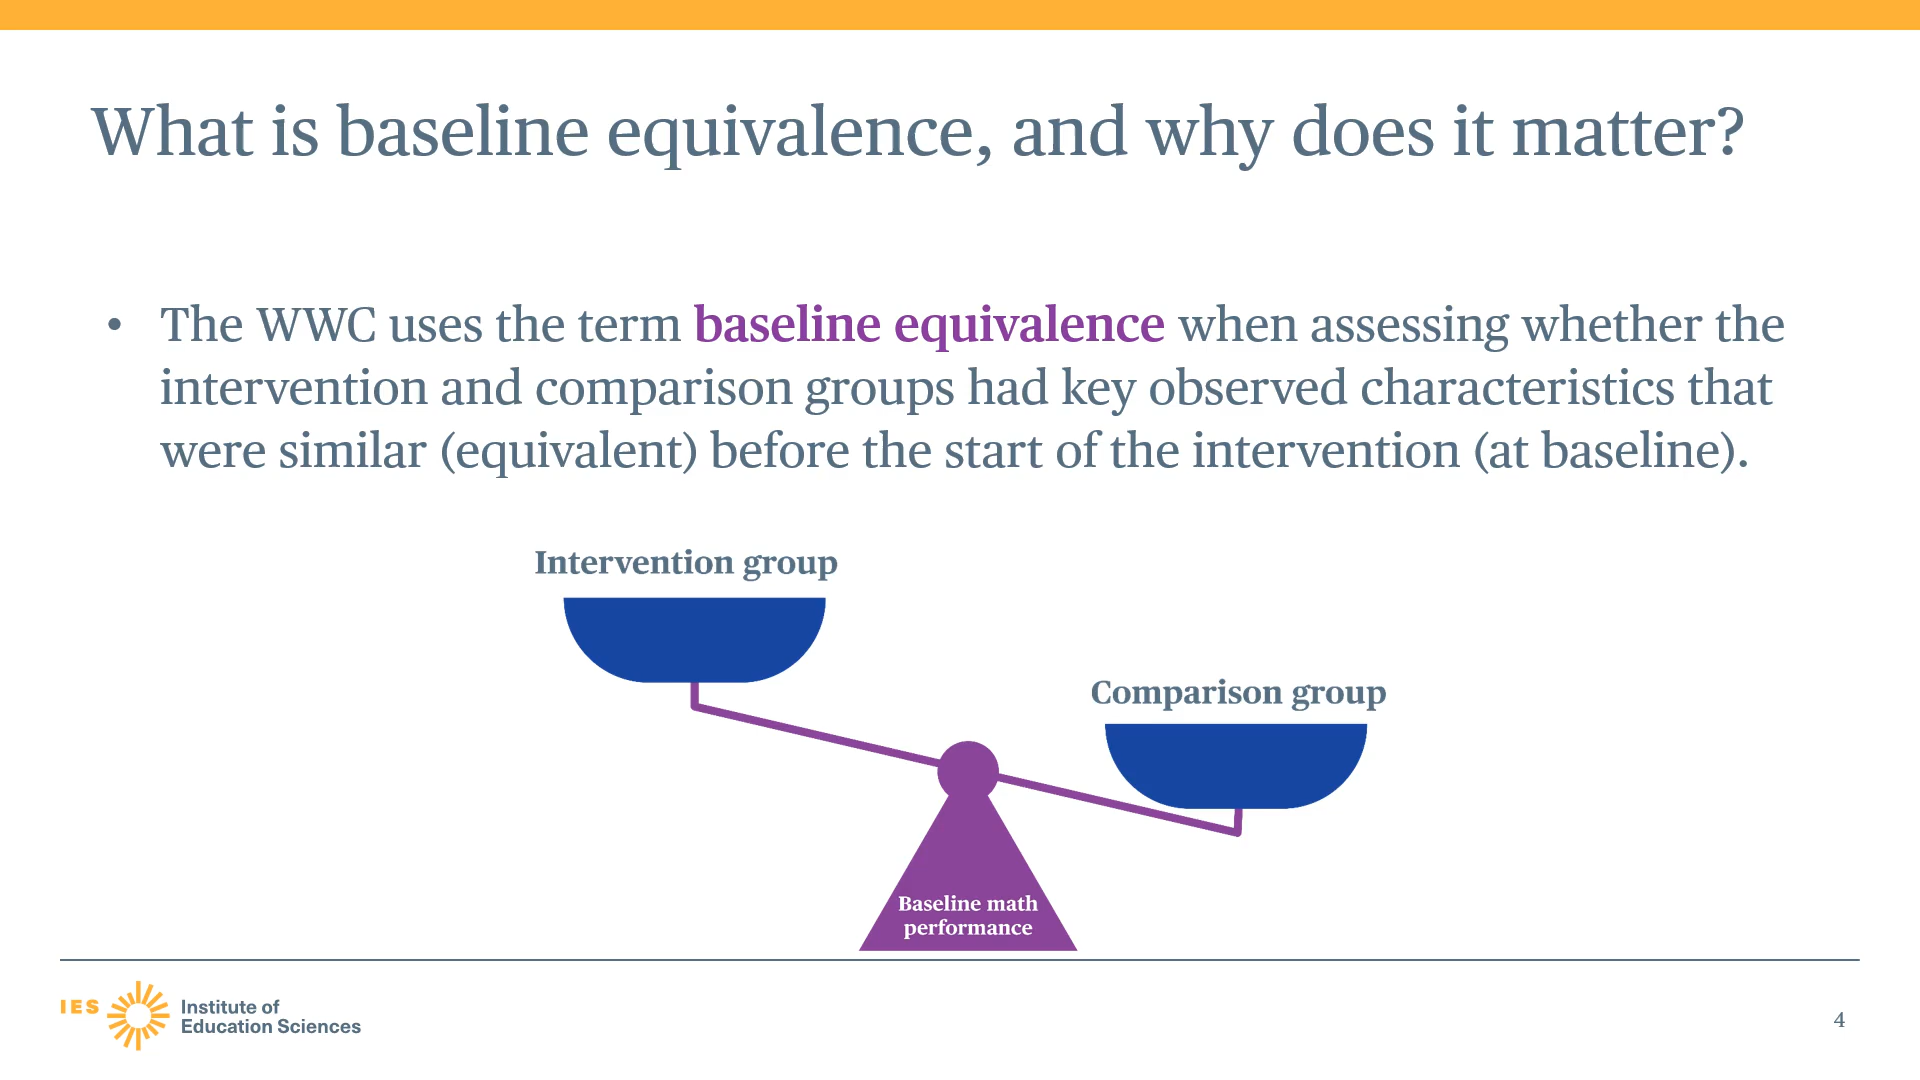 What is baseline equivalence, and why does it matter?
• The WWC uses the term baseline equivalence when assessing whether the
intervention and comparison groups had key observed characteristics that
were similar (equivalent) before the start of the intervention (at baseline).
Intervention group
Comparison group
Baseline math
performance
IES
Institute of
Education Sciences
4